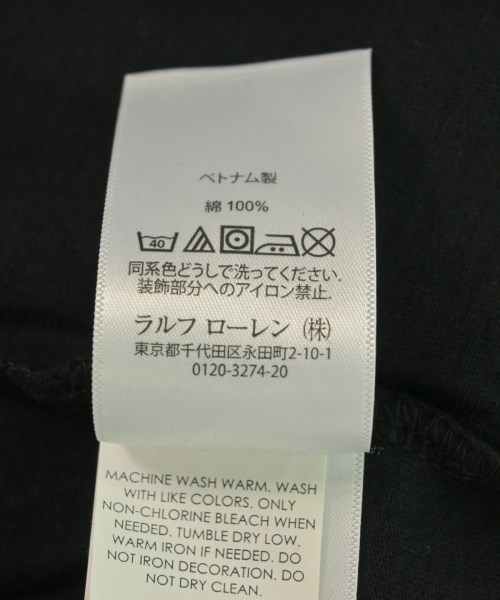 ベトナム製
綿 100%
40
同系色どうしで洗ってください.
装飾部分へのアイロン禁止.
ラルフ ローレン ㈱
東京都千代田区永田町2-10-1
0120-3274-20
MACHINE WASH WARM. WASH
WITH LIKE COLORS. ONLY
NON-CHLORINE BLEACH WHEN
NEEDED. TUMBLE DRY LOW.
WARM IRON IF NEEDED. DO
NOT IRON DECORATION. DO
NOT DRY CLEAN.